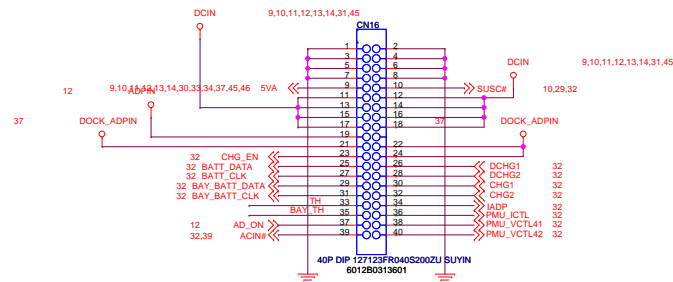 DCIN 9,10,11,12,13,14,31,45
CN16
1 2
3 4
DCIN 9,10,11,12,13,14,31,45
5 6
7 8
12 ADPIN 9,10,11,12,13,14,30,33,34,37,45,46 5VA 9 10 SUSC# 10,29,32
11 12
13 14
15 16
37 DOCK_ADPIN 17 18 37 DOCK_ADPIN
19
21 22
32 CHG_EN 23 24
32 BATT_DATA 25 26 DCHG1 32
32 BATT_CLK 27 28 DCHG2 32
32 BAY_BATT_DATA 29 30 CHG1 32
32 BAY_BATT_CLK 31 32 CHG2 32
TH 33 34 IADP 32
BAY_TH 35 36 PMU_ICTL 32
12 AD_ON 37 38 PMU_VCTL41 32
32,39 ACIN# 39 40 PMU_VCTL42 32
40P DIP 127123FR040S200ZU SUYIN
6012B0313601